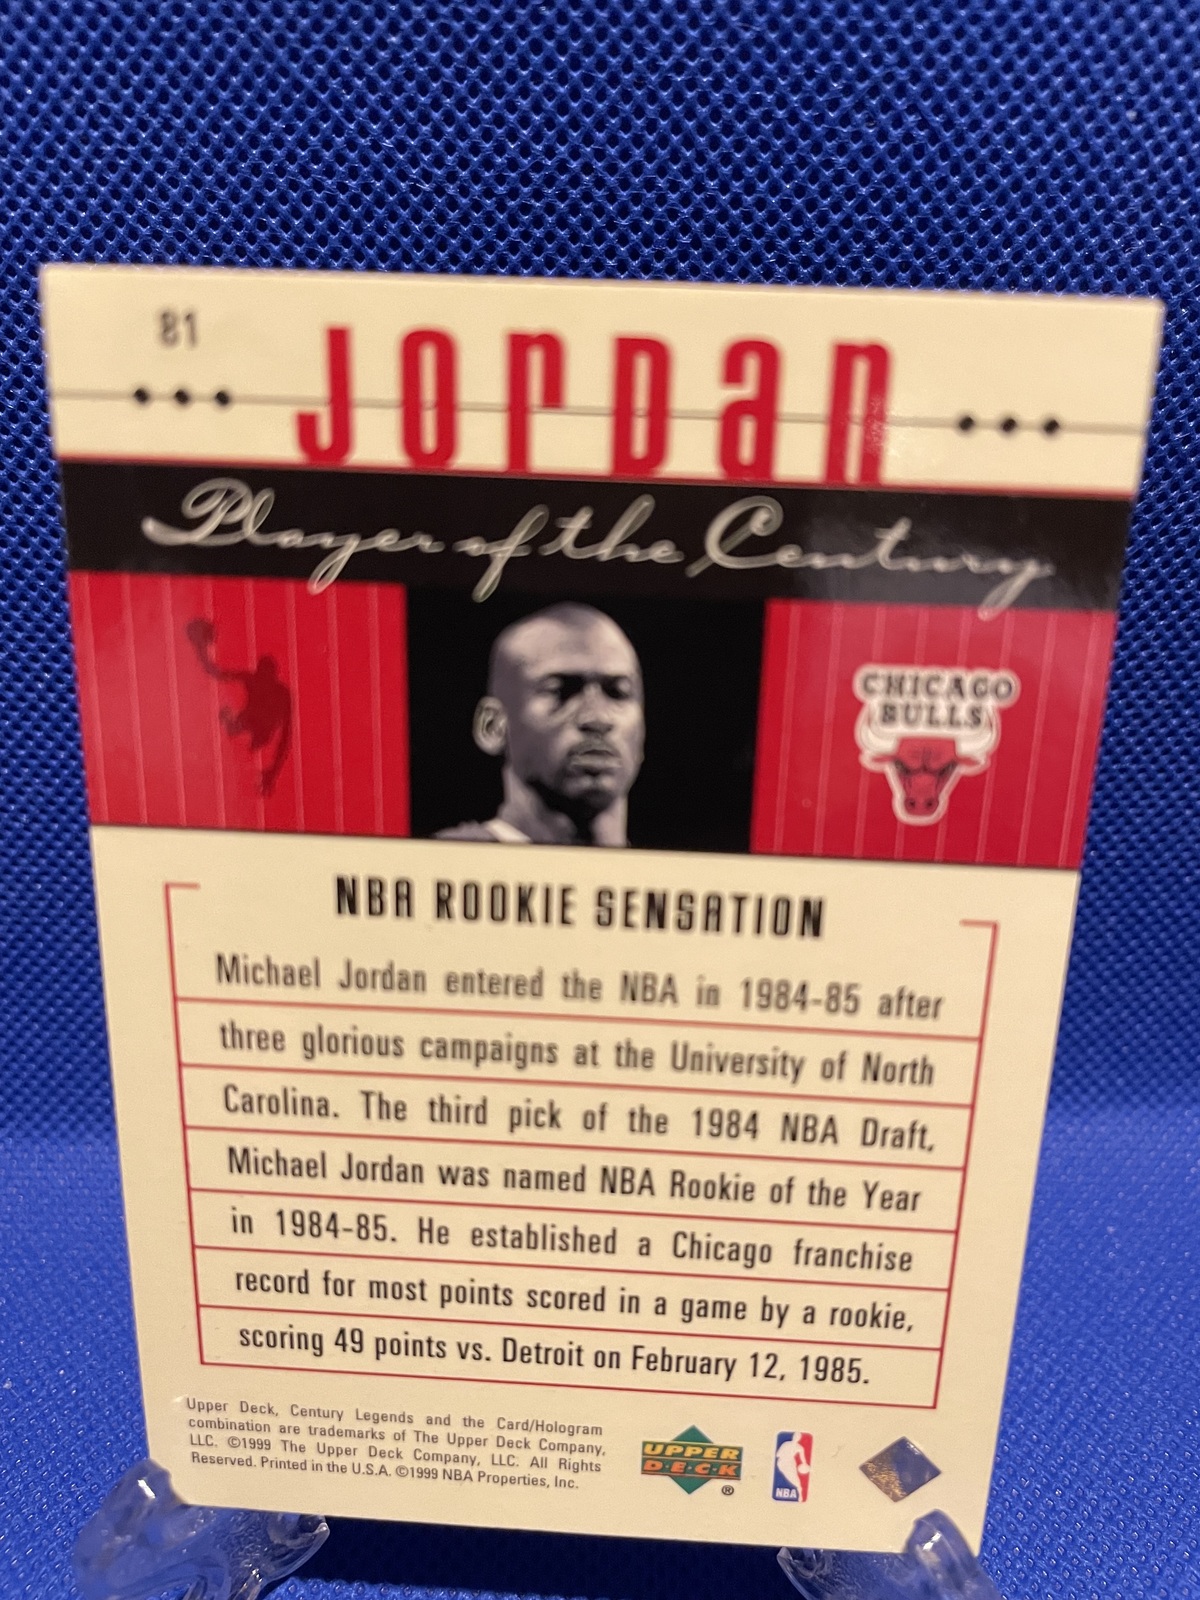 81
Jordan
Player of the Century
CHICAGO
BULLS
NBA ROOKIE SENSATION
Michael Jordan entered the NBA in 1984-85 after
three glorious campaigns at the University of North
Carolina. The third pick of the 1984 NBA Draft,
Michael Jordan was named NBA Rookie of the Year
in 1984-85. He established a Chicago franchise
record for most points scored in a game by a rookie,
scoring 49 points vs. Detroit on February 12, 1985.
Upper Deck, Century Legends and the Card/Hologram
combination are trademarks of The Upper Deck Company,
LLC. ©1999 The Upper Deck Company, LLC. All Rights
Reserved. Printed in the U.S.A. ©1999 NBA Properties, Inc.
UPPER
D·E·C·K
®
NBA